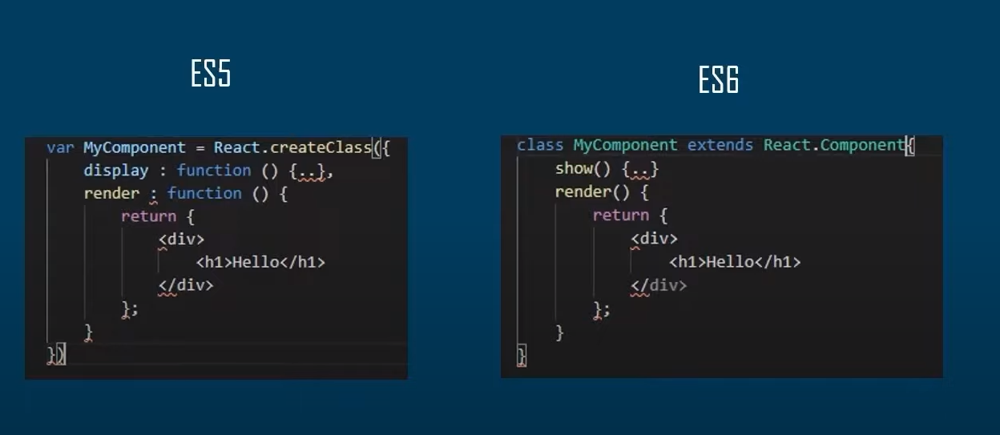 ES5
var MyComponent = React.createClass({
display : function () {..},
render : function () {
return {
<div>
<h1>Hello</h1>
</div>
};
}
})
ES6
class MyComponent extends React.Component{
show() {..}
render() {
return {
<div>
<h1>Hello</h1>
</div>
};
}
}